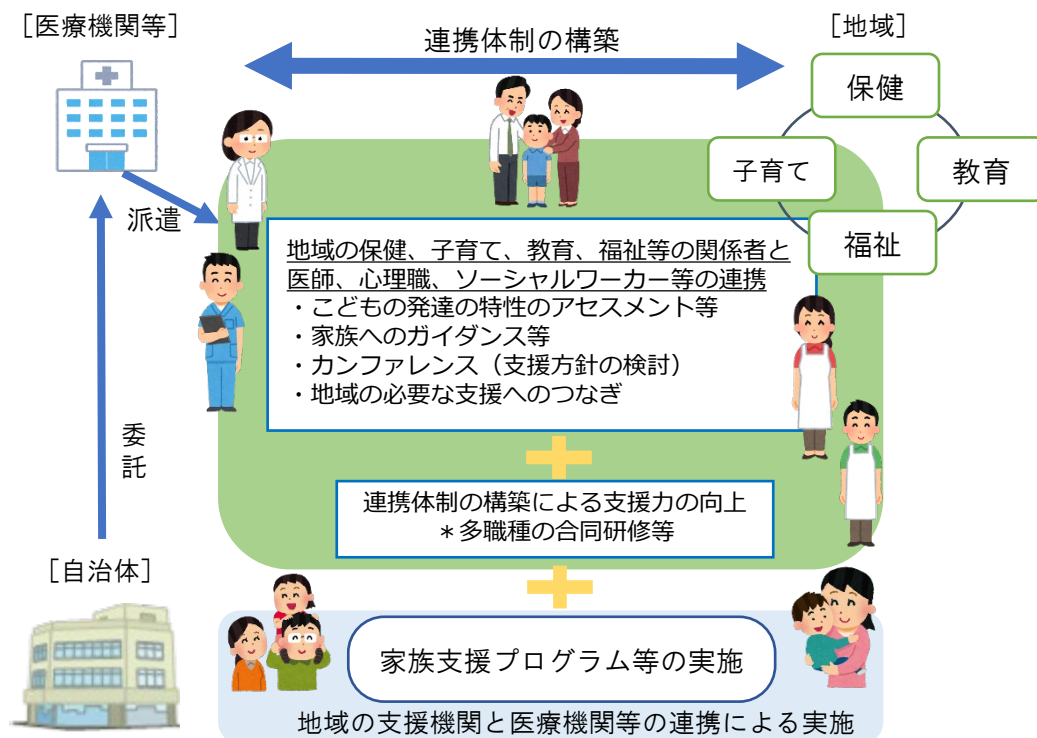 ［医療機関等］
連携体制の構築
［地域］
保健
子育て
教育
福祉
派遣
地域の保健、子育て、教育、福祉等の関係者と
医師、心理職、ソーシャルワーカー等の連携
・こどもの発達の特性のアセスメント等
・家族へのガイダンス等
・カンファレンス（支援方針の検討）
・地域の必要な支援へのつなぎ
委託
連携体制の構築による支援力の向上
＊多職種の合同研修等
［自治体］
家族支援プログラム等の実施
地域の支援機関と医療機関等の連携による実施